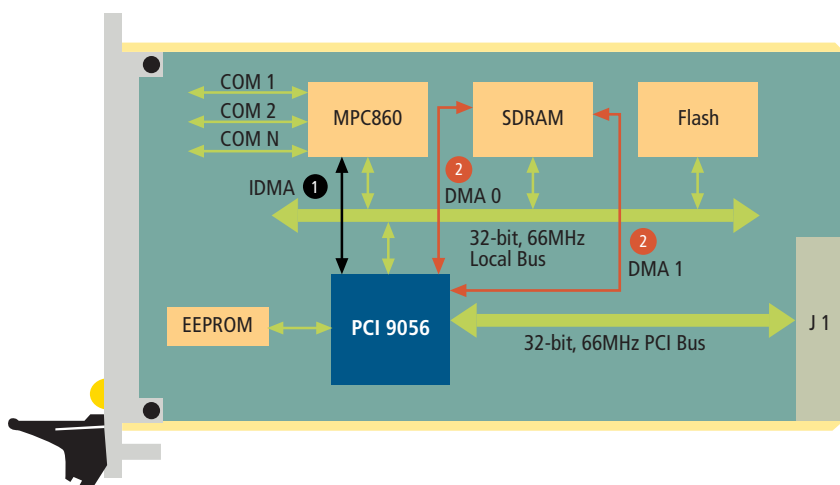 COM 1
COM 2
COM N
MPC860
SDRAM
Flash
IDMA 1
2
DMA 0
32-bit, 66MHz
Local Bus
2
DMA 1
EEPROM
PCI 9056
32-bit, 66MHz PCI Bus
J 1